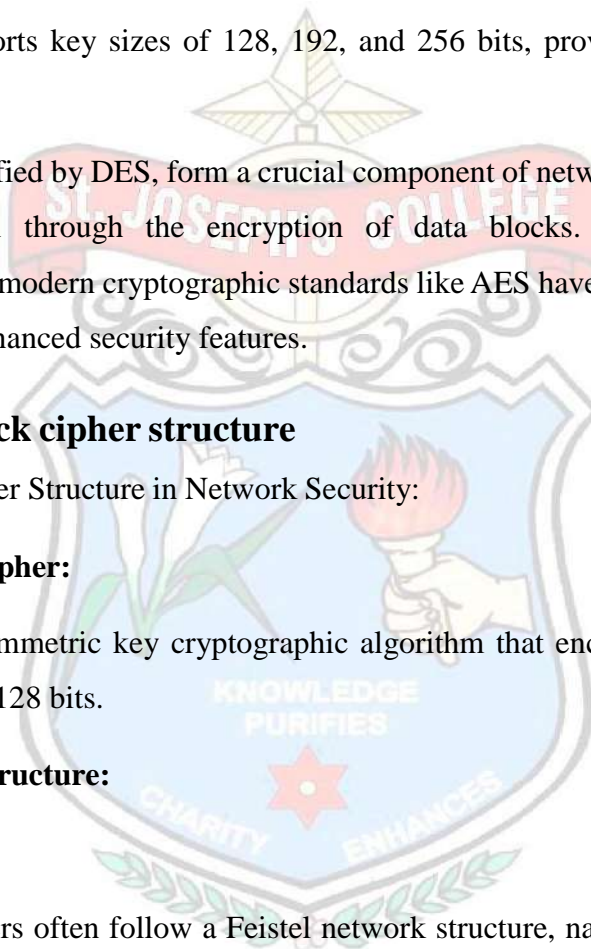 orts key sizes of 128, 192, and 256 bits, prov
fied by DES, form a crucial component of netw
St. JOSEPH'S COLLEGE
through the encryption of data blocks.
modern cryptographic standards like AES have
hanced security features.
ck cipher structure
er Structure in Network Security:
pher:
mmetric key cryptographic algorithm that enc
128 bits.
KNOWLEDGE
PURIFIES
ructure:
CHARITY
ENHANCES
rs often follow a Feistel network structure, na